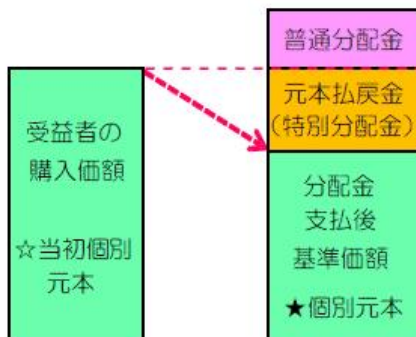 普通分配金
元本払戻金
(特別分配金)
受益者の
購入価額
☆当初個別
元本
分配金
支払後
基準価額
★個別元本